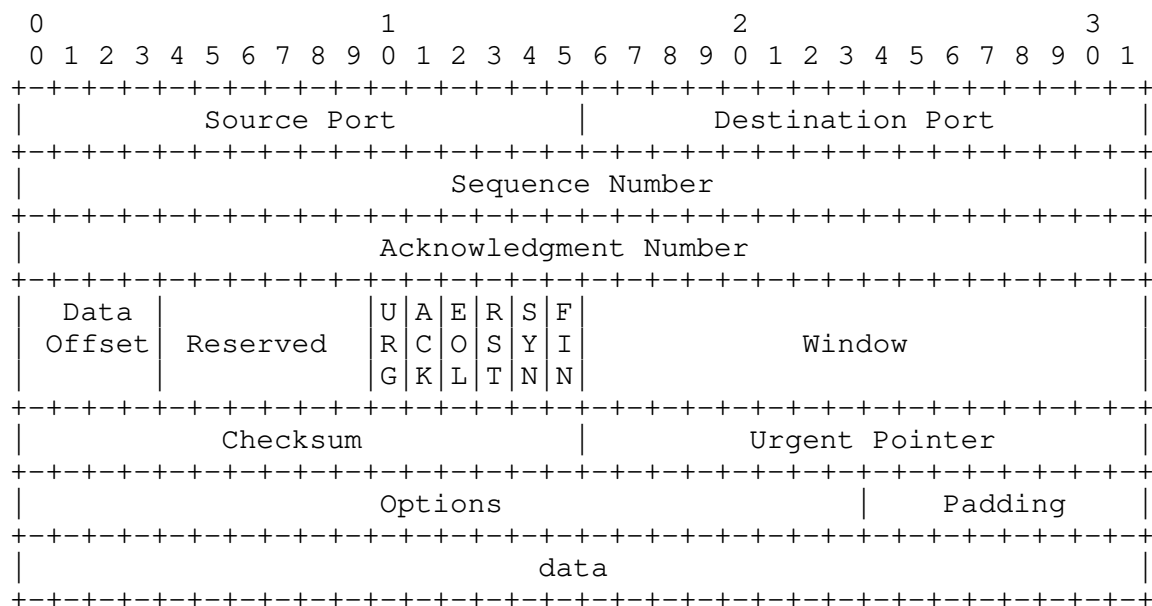 0                   1                   2                   3
0 1 2 3 4 5 6 7 8 9 0 1 2 3 4 5 6 7 8 9 0 1 2 3 4 5 6 7 8 9 0 1
+-+-+-+-+-+-+-+-+-+-+-+-+-+-+-+-+-+-+-+-+-+-+-+-+-+-+-+-+-+-+-+-+
|          Source Port          |       Destination Port        |
+-+-+-+-+-+-+-+-+-+-+-+-+-+-+-+-+-+-+-+-+-+-+-+-+-+-+-+-+-+-+-+-+
|                        Sequence Number                        |
+-+-+-+-+-+-+-+-+-+-+-+-+-+-+-+-+-+-+-+-+-+-+-+-+-+-+-+-+-+-+-+-+
|                    Acknowledgment Number                      |
+-+-+-+-+-+-+-+-+-+-+-+-+-+-+-+-+-+-+-+-+-+-+-+-+-+-+-+-+-+-+-+-+
|  Data |           |U|A|E|R|S|F|                               |
| Offset| Reserved  |R|C|O|S|Y|I|            Window             |
|       |           |G|K|L|T|N|N|                               |
+-+-+-+-+-+-+-+-+-+-+-+-+-+-+-+-+-+-+-+-+-+-+-+-+-+-+-+-+-+-+-+-+
|           Checksum            |         Urgent Pointer        |
+-+-+-+-+-+-+-+-+-+-+-+-+-+-+-+-+-+-+-+-+-+-+-+-+-+-+-+-+-+-+-+-+
|                    Options                    |    Padding    |
+-+-+-+-+-+-+-+-+-+-+-+-+-+-+-+-+-+-+-+-+-+-+-+-+-+-+-+-+-+-+-+-+
|                             data                              |
+-+-+-+-+-+-+-+-+-+-+-+-+-+-+-+-+-+-+-+-+-+-+-+-+-+-+-+-+-+-+-+-+